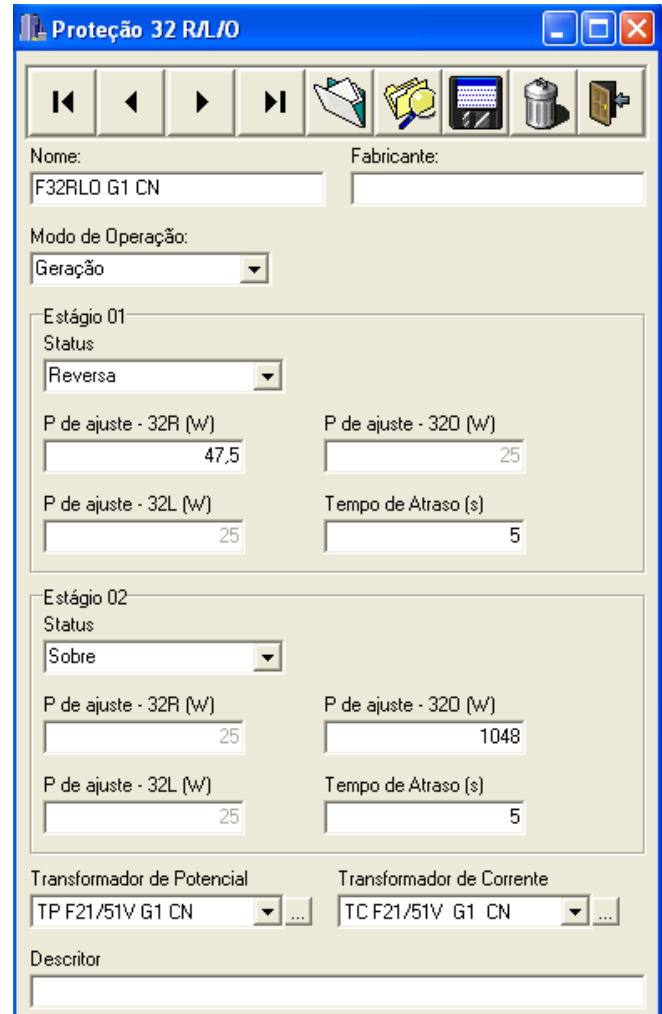 Proteção 32 R/L/O
Nome: Fabricante:
F32RLO G1 CN
Modo de Operação:
Geração
Estágio 01
Status
Reversa
P de ajuste - 32R (W) P de ajuste - 32O (W)
47,5 25
P de ajuste - 32L (W) Tempo de Atraso (s)
25 5
Estágio 02
Status
Sobre
P de ajuste - 32R (W) P de ajuste - 32O (W)
25 1048
P de ajuste - 32L (W) Tempo de Atraso (s)
25 5
Transformador de Potencial Transformador de Corrente
TP F21/51V G1 CN ... TC F21/51V G1 CN ...
Descritor